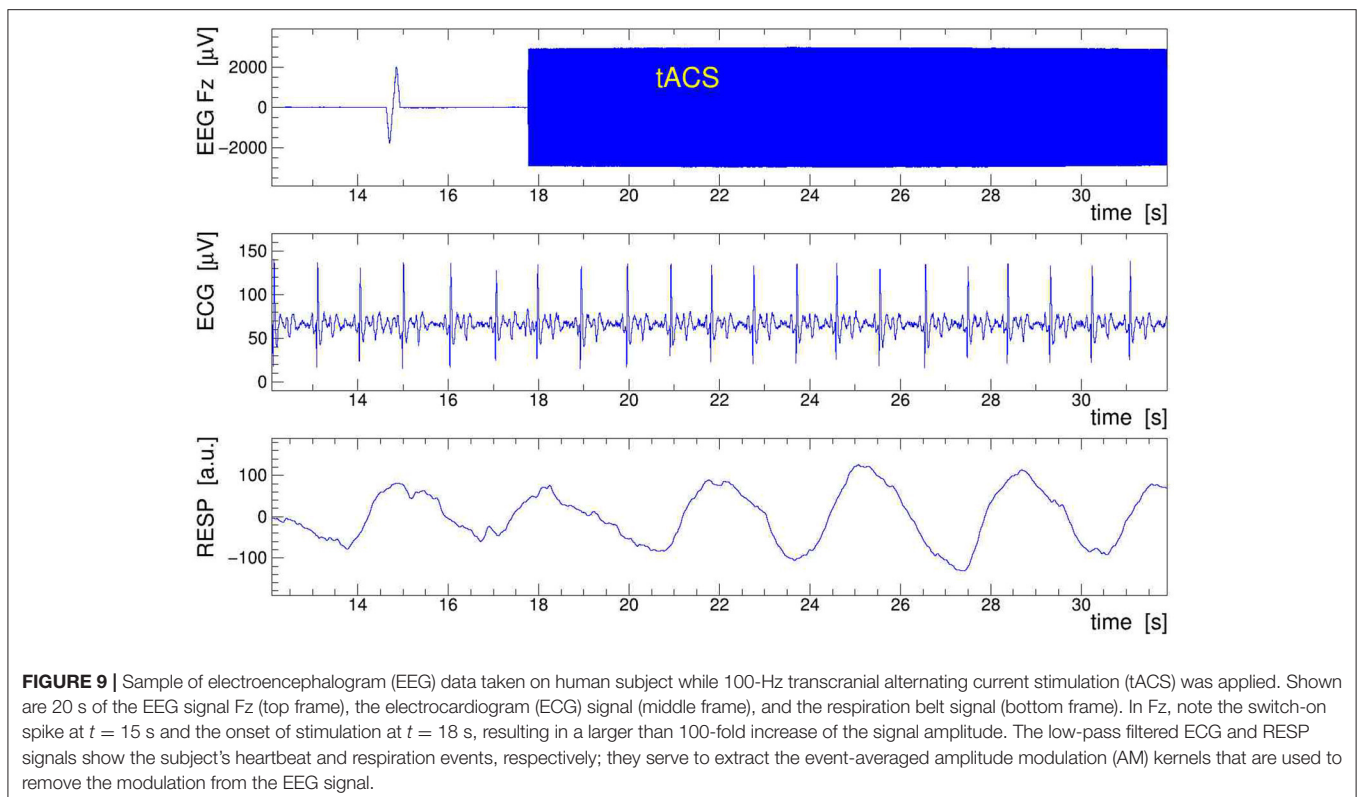 EEG Fz [µV]
2000
0
−2000
tACS
14 16 18 20 22 24 26 28 30
time [s]
ECG [µV]
150
100
50
0
14 16 18 20 22 24 26 28 30
time [s]
RESP [a.u.]
100
0
−100
14 16 18 20 22 24 26 28 30
time [s]
FIGURE 9 | Sample of electroencephalogram (EEG) data taken on human subject while 100-Hz transcranial alternating current stimulation (tACS) was applied. Shown
are 20 s of the EEG signal Fz (top frame), the electrocardiogram (ECG) signal (middle frame), and the respiration belt signal (bottom frame). In Fz, note the switch-on
spike at t = 15 s and the onset of stimulation at t = 18 s, resulting in a larger than 100-fold increase of the signal amplitude. The low-pass filtered ECG and RESP
signals show the subject's heartbeat and respiration events, respectively; they serve to extract the event-averaged amplitude modulation (AM) kernels that are used to
remove the modulation from the EEG signal.